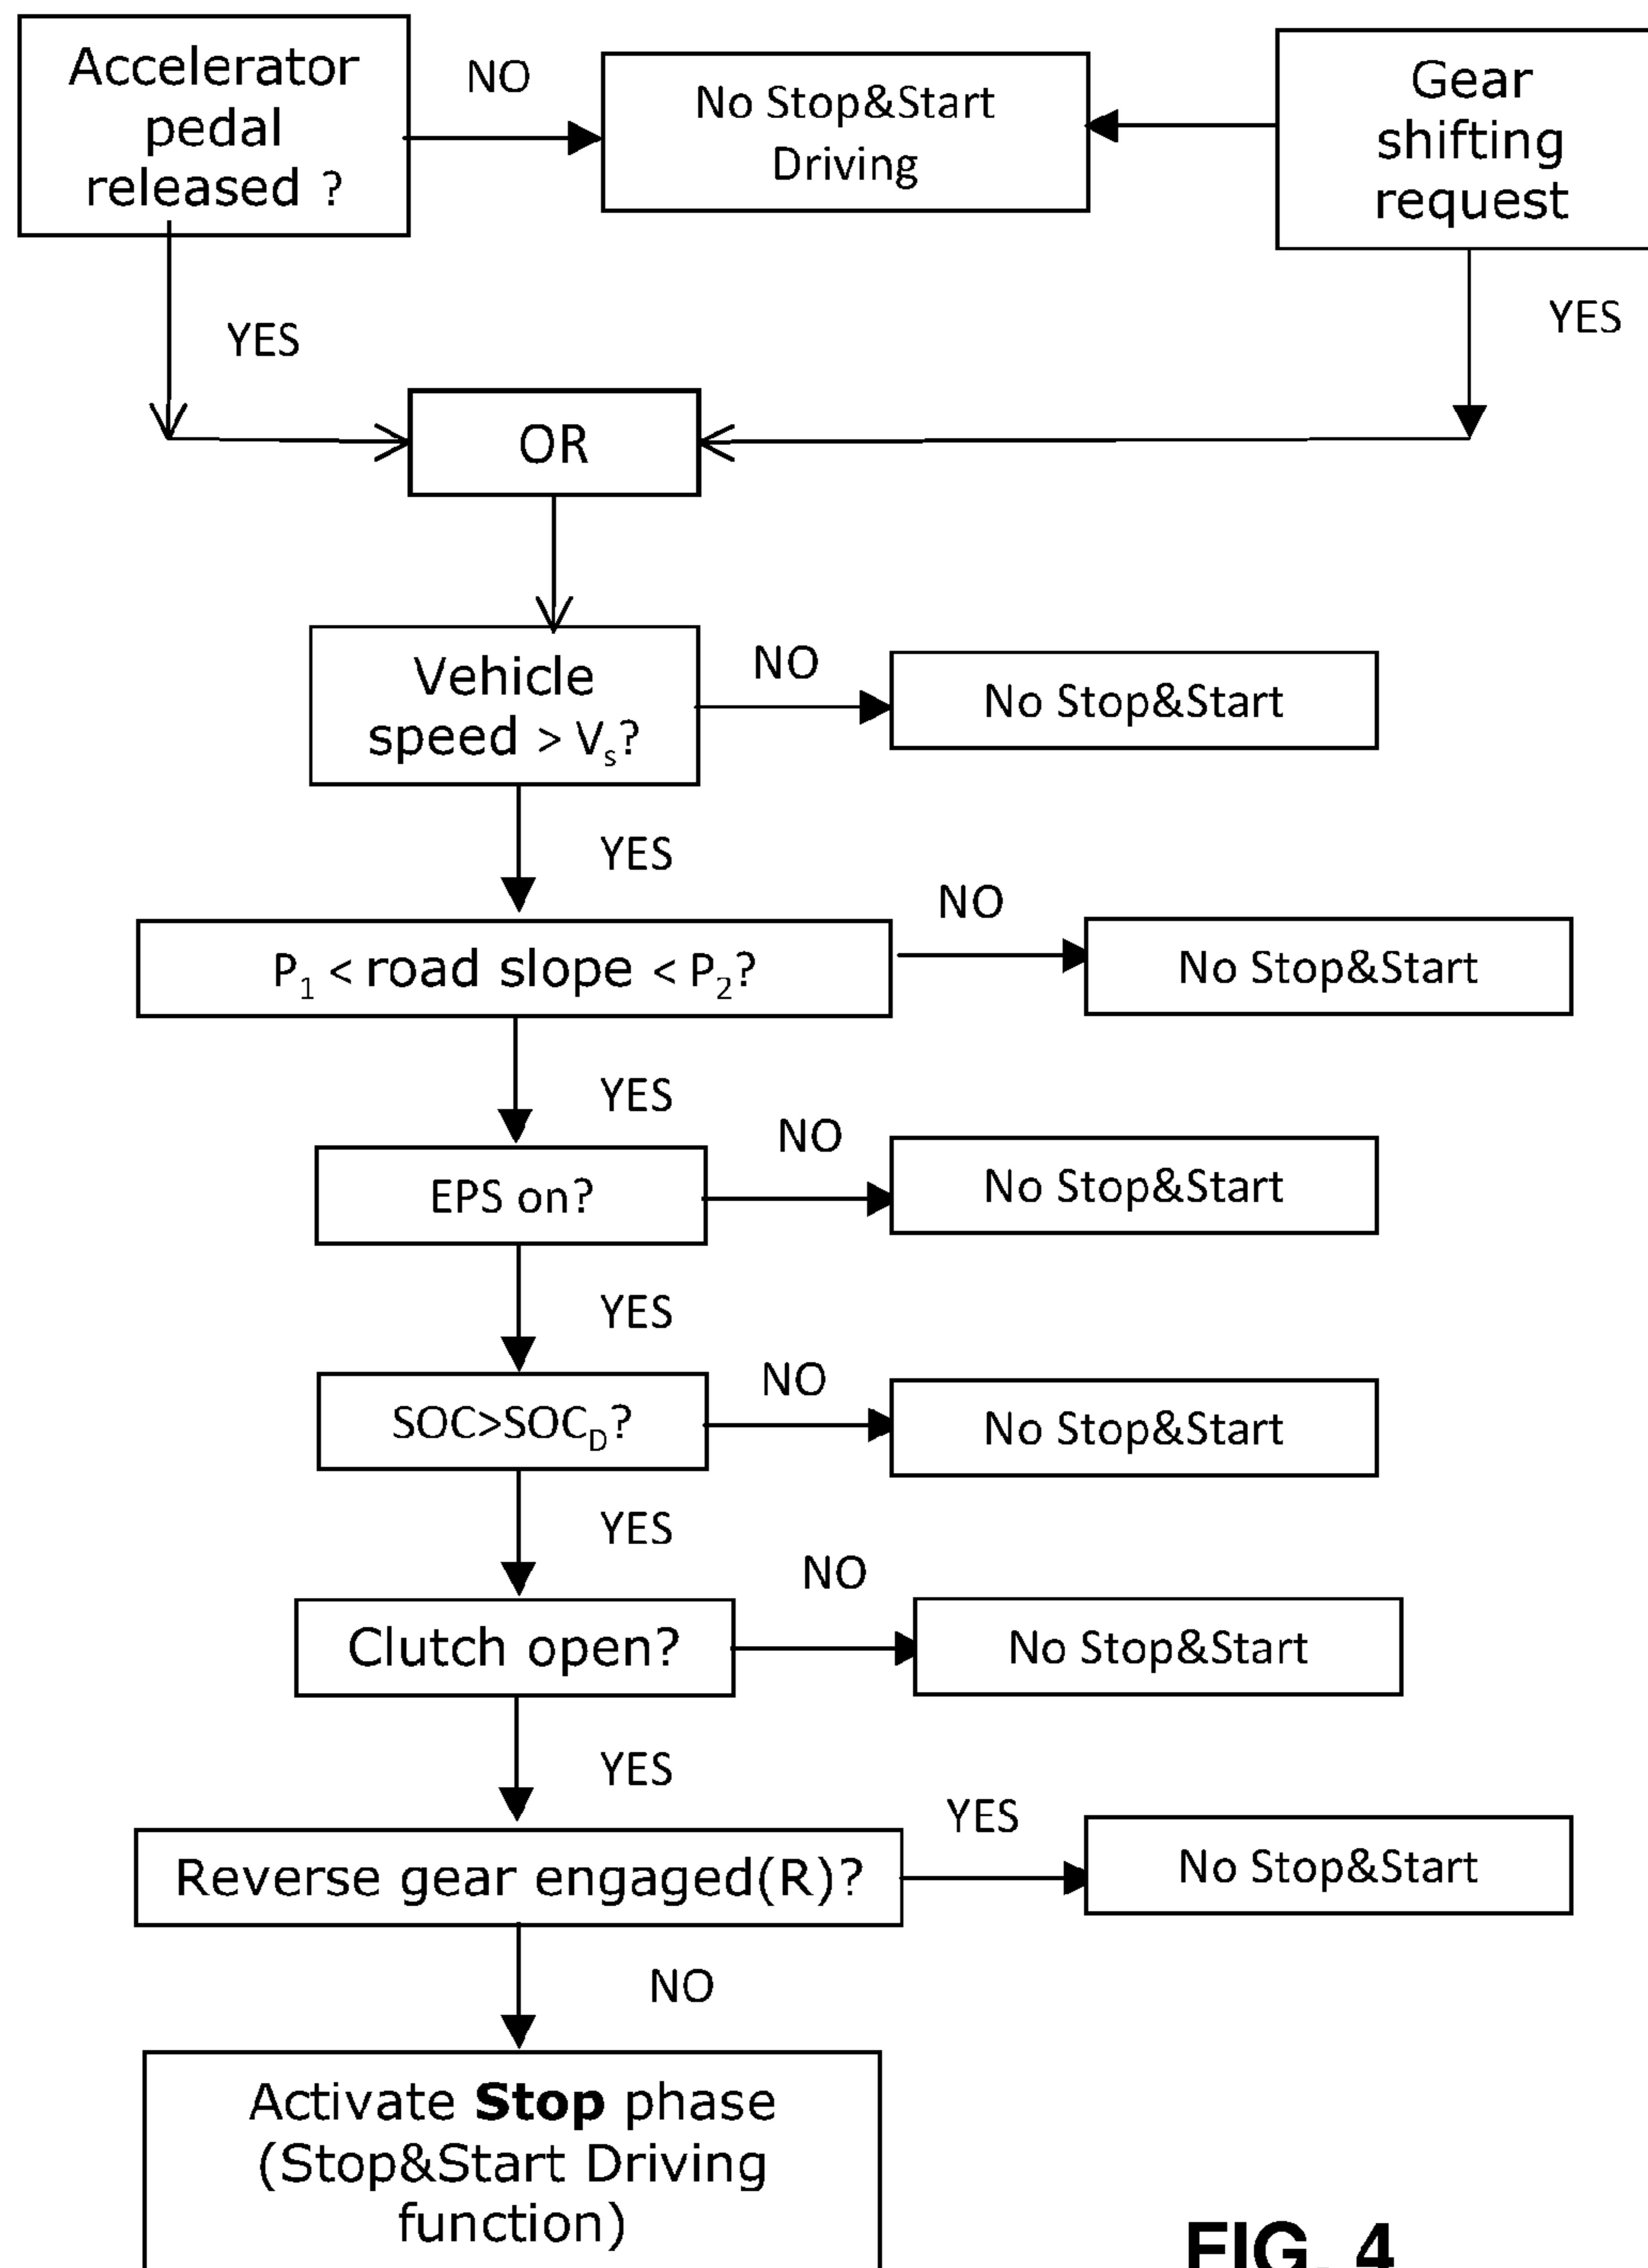 Accelerator
pedal
released ?
NO
No Stop&Start
Driving
Gear
shifting
request
YES
YES
OR
Vehicle
speed > Vs?
NO
No Stop&Start
YES
P1 < road slope < P2?
NO
No Stop&Start
YES
EPS on?
NO
No Stop&Start
YES
SOC>SOCD?
NO
No Stop&Start
YES
Clutch open?
NO
No Stop&Start
YES
Reverse gear engaged(R)?
YES
No Stop&Start
NO
Activate Stop phase
(Stop&Start Driving
function)
FIG. 4